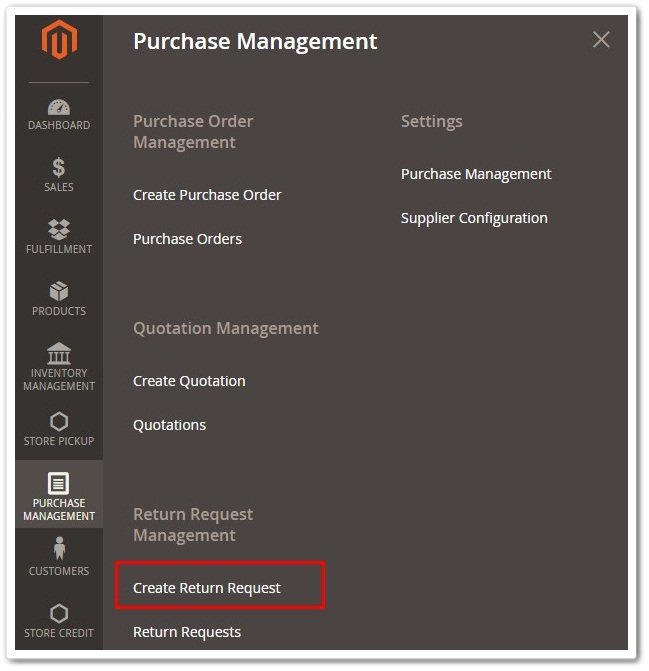 DASHBOARD
SALES
FULFILLMENT
PRODUCTS
INVENTORY
MANAGEMENT
STORE PICKUP
PURCHASE
MANAGEMENT
CUSTOMERS
STORE CREDIT
Purchase Management
Purchase Order
Management
Create Purchase Order
Purchase Orders
Quotation Management
Create Quotation
Quotations
Return Request
Management
Create Return Request
Return Requests
Settings
Purchase Management
Supplier Configuration